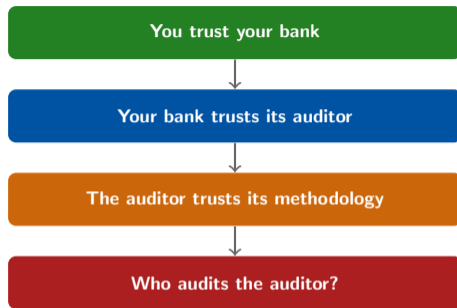 You trust your bank
Your bank trusts its auditor
The auditor trusts its methodology
Who audits the auditor?